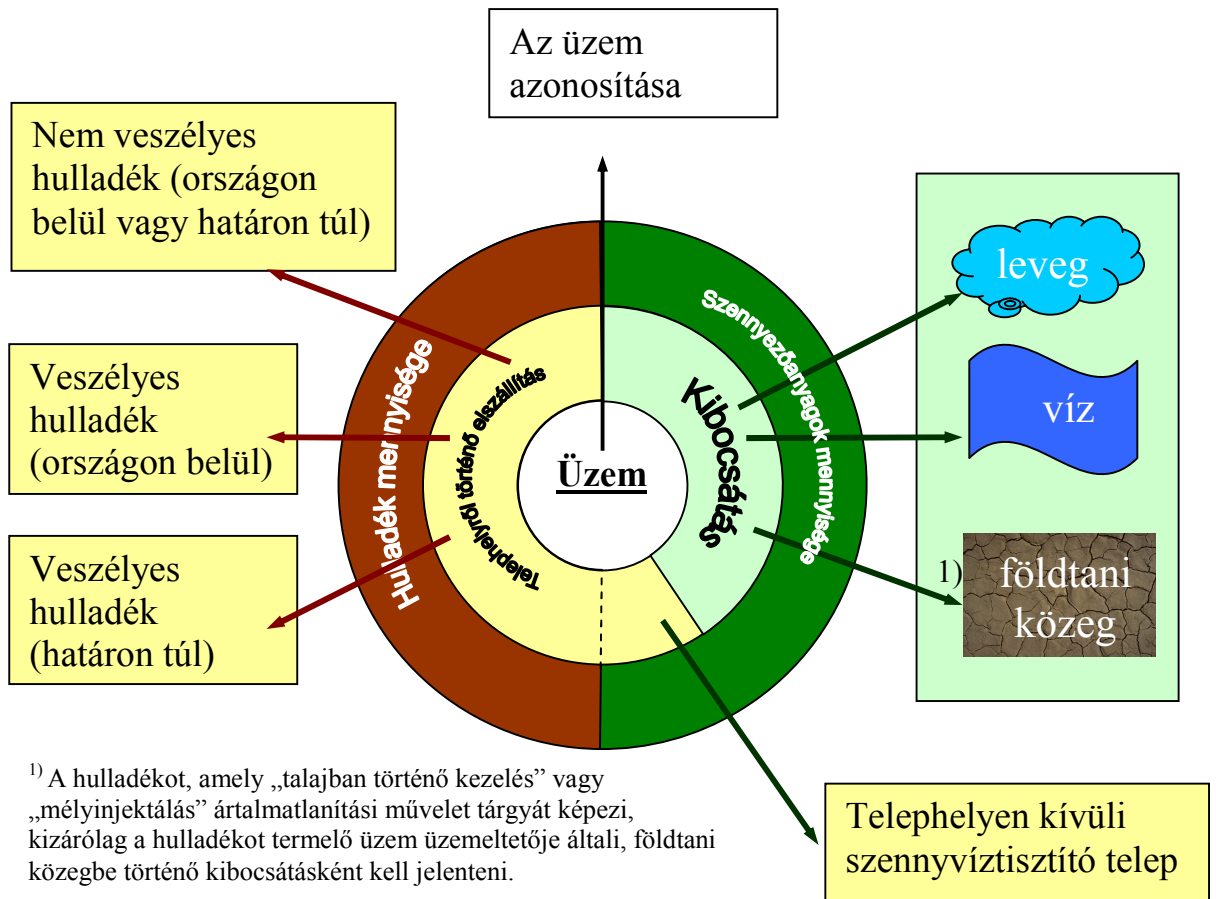 Az üzem
azonosítása
Nem veszélyes
hulladék (országon
belül vagy határon túl)
Veszélyes
hulladék
(országon belül)
Veszélyes
hulladék
(határon túl)
Hulladék mennyisége
Telephelyről történő elszállítás
Üzem
Kibocsátás
Szennyezőanyagok mennyisége
leveg
víz
1)
földtani
közeg
Telephelyen kívüli
szennyvíztisztító telep
1) A hulladékot, amely „talajban történő kezelés” vagy
„mélyinjektálás” ártalmatlanítási művelet tárgyát képezi,
kizárólag a hulladékot termelő üzem üzemeltetője általi, földtani
közegbe történő kibocsátásként kell jelenteni.